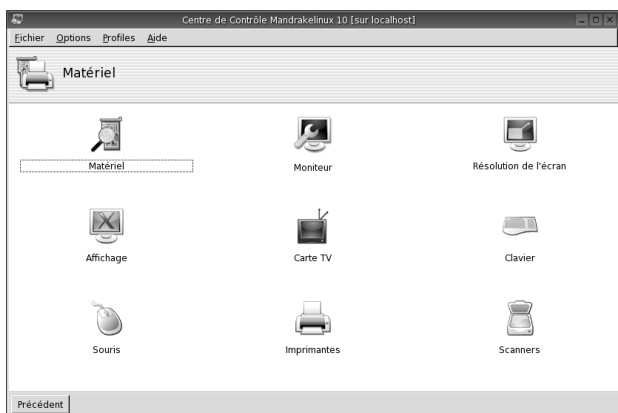 Centre de Contrôle Mandrakelinux 10 [sur localhost]
Fichier Options Profiles Aide
Matériel
Matériel Moniteur Résolution de l'écran
Affichage Carte TV Clavier
Souris Imprimantes Scanners
Précédent